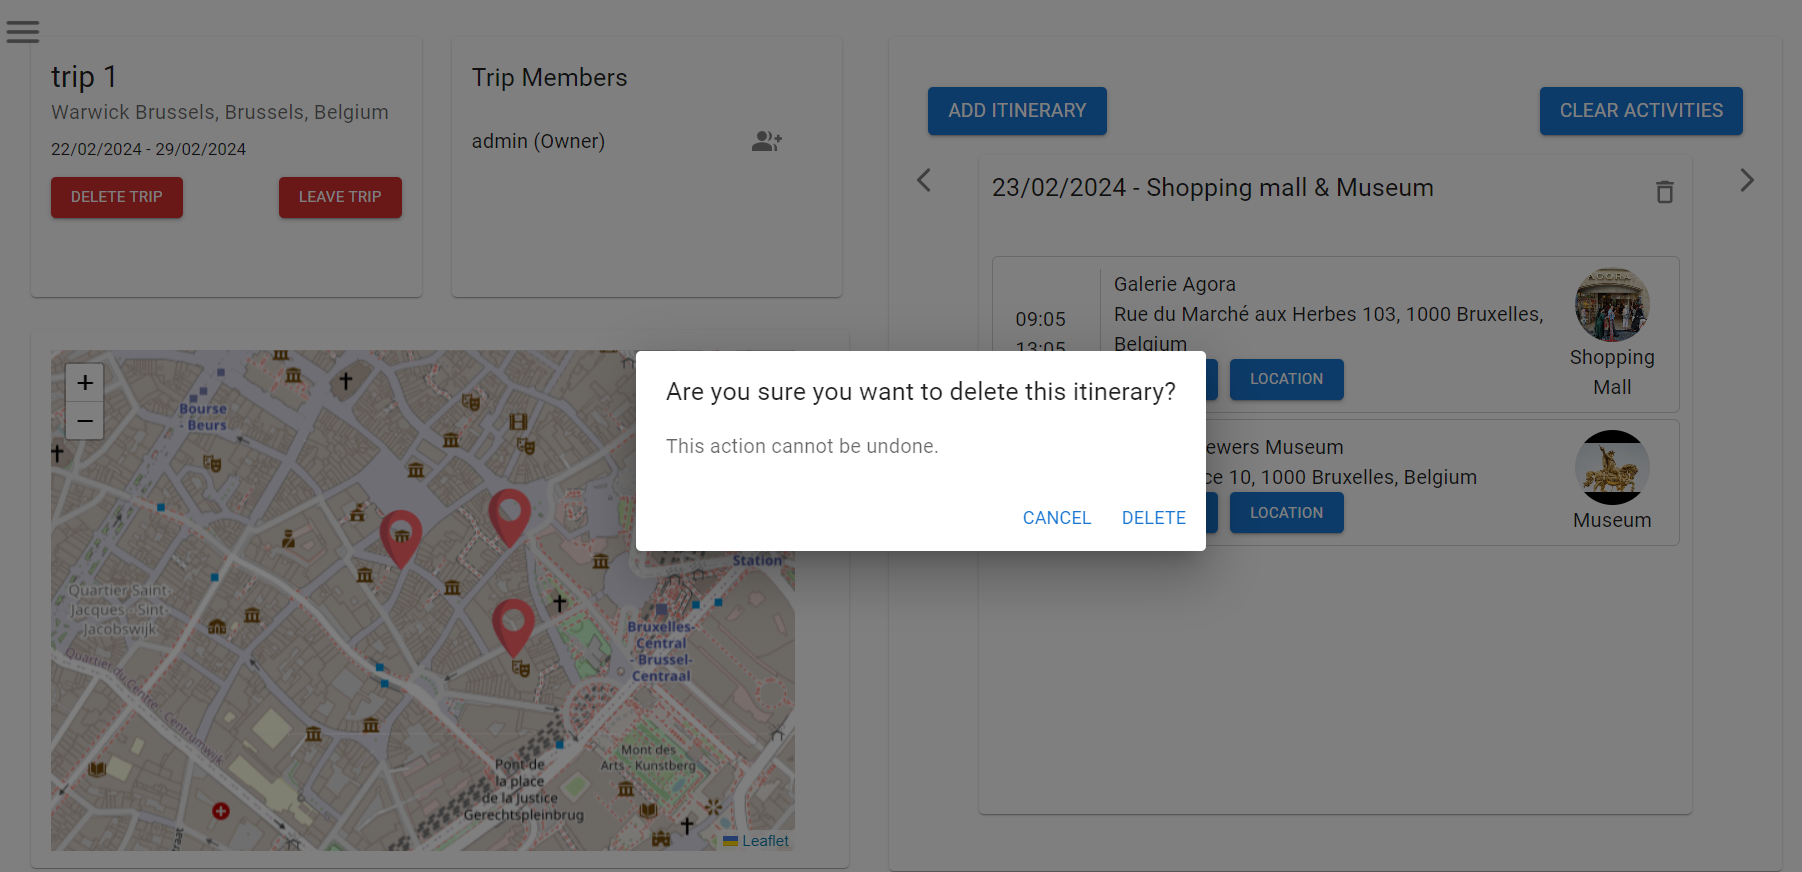 trip 1
Warwick Brussels, Brussels, Belgium
22/02/2024 - 29/02/2024
DELETE TRIP
LEAVE TRIP
Trip Members
admin (Owner)
ADD ITINERARY
CLEAR ACTIVITIES
23/02/2024 - Shopping mall & Museum
09:05
13:05
Galerie Agora
Rue du Marché aux Herbes 103, 1000 Bruxelles,
Belgium
LOCATION
AGORA
Shopping
Mall
ewers Museum
ce 10, 1000 Bruxelles, Belgium
LOCATION
Museum
Are you sure you want to delete this itinerary?
This action cannot be undone.
CANCEL
DELETE
+
−
Bourse
- Beurs
Quartier Saint-
Jacques - Sint-
Jacobswijk
Quartier du Centre - Centrumwijk
Station
Bruxelles-
Central
- Brussel-
Centraal
Mont des
Arts - Kunstberg
Pont de
la place
de la Justice
Gerechtspleinbrug
Leaflet